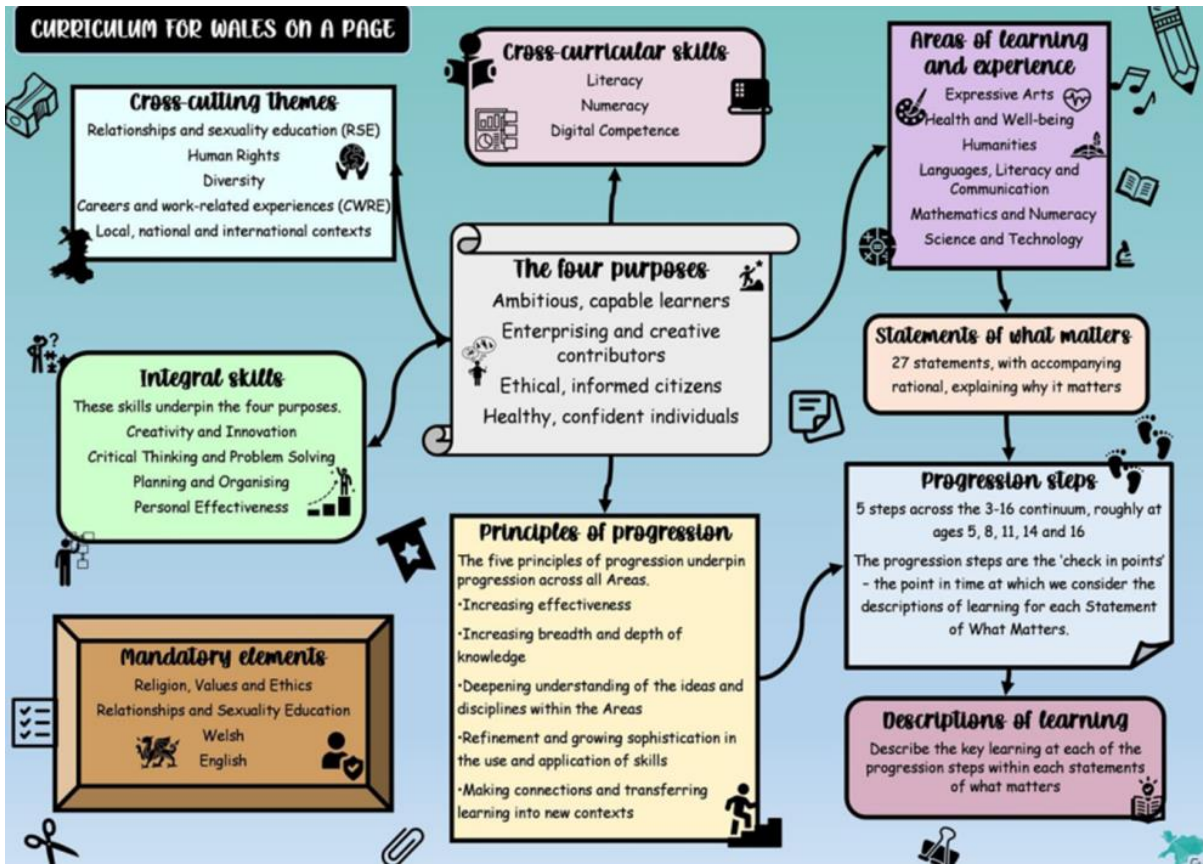 CURRICULUM FOR WALES ON A PAGE
Cross-cutting themes
Relationships and sexuality education (RSE)
Human Rights
Diversity
Careers and work-related experiences (CWRE)
Local, national and international contexts
Cross-curricular skills
Literacy
Numeracy
Digital Competence
Areas of learning
and experience
Expressive Arts
Health and Well-being
Humanities
Languages, Literacy and
Communication
Mathematics and Numeracy
Science and Technology
The four purposes
Ambitious, capable learners
Enterprising and creative
contributors
Ethical, informed citizens
Healthy, confident individuals
Statements of what matters
27 statements, with accompanying
rational, explaining why it matters
Integral skills
These skills underpin the four purposes.
Creativity and Innovation
Critical Thinking and Problem Solving
Planning and Organising
Personal Effectiveness
Principles of progression
The five principles of progression underpin
progression across all Areas.
•Increasing effectiveness
•Increasing breadth and depth of
knowledge
•Deepening understanding of the ideas and
disciplines within the Areas
•Refinement and growing sophistication in
the use and application of skills
•Making connections and transferring
learning into new contexts
Progression steps
5 steps across the 3-16 continuum, roughly at
ages 5, 8, 11, 14 and 16
The progression steps are the 'check in points'
- the point in time at which we consider the
descriptions of learning for each Statement
of What Matters.
Mandatory elements
Religion, Values and Ethics
Relationships and Sexuality Education
Welsh
English
Descriptions of learning
Describe the key learning at each of the
progression steps within each statements
of what matters